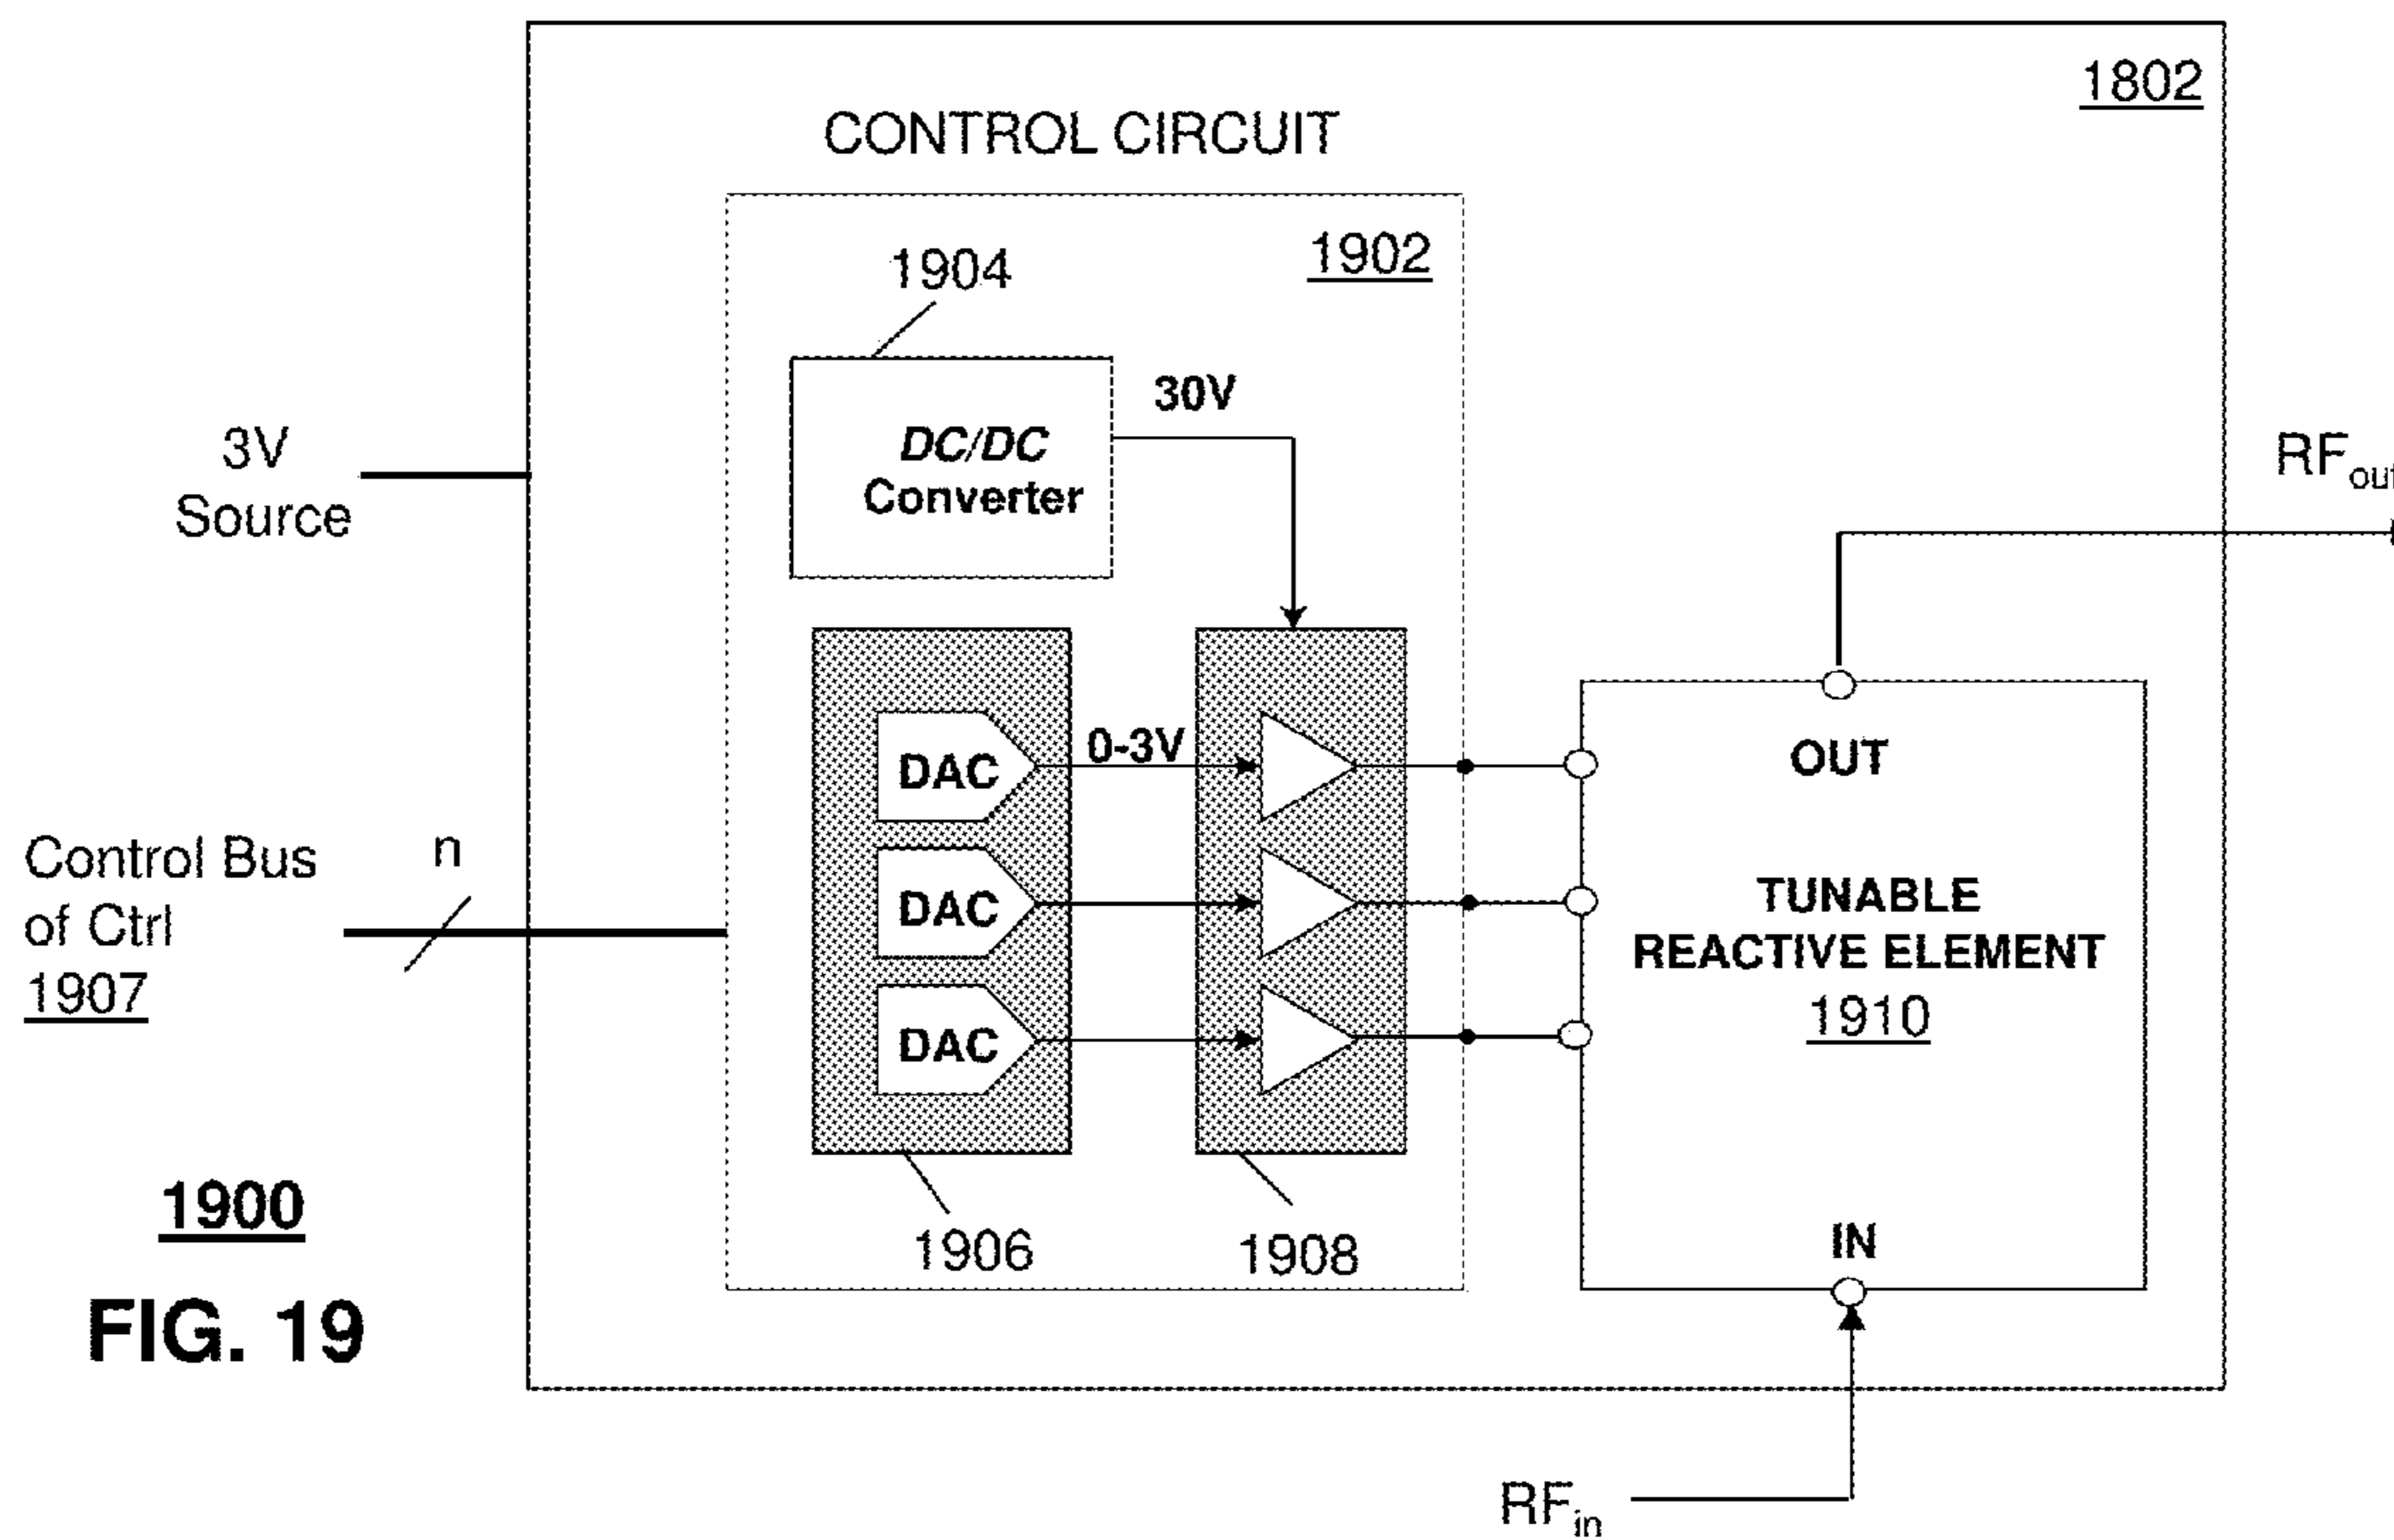 1802
CONTROL CIRCUIT
1902
1904
30V
DC/DC
Converter
3V
Source
RFout
0-3V
DAC
DAC
DAC
OUT
TUNABLE
REACTIVE ELEMENT
1910
IN
Control Bus
of Ctrl
1907
n
1906
1908
1900
FIG. 19
RFin